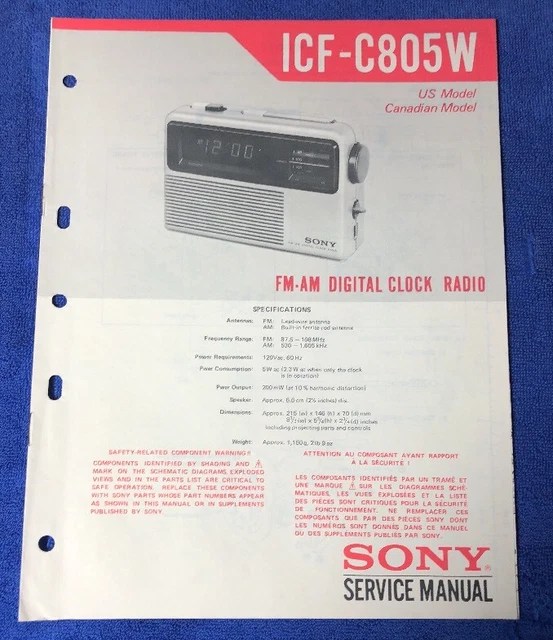 ICF-C805W
US Model
Canadian Model
12:00
SONY
FM-AM DIGITAL CLOCK RADIO
SPECIFICATIONS
Antennas: FM: Lead-wire antenna
AM: Built-in ferrite rod antenna
Frequency Range: FM: 87.5 – 108 MHz
AM: 530 – 1,605 kHz
Power Requirements: 120 Vac, 60 Hz
Power Consumption: 5W ac (2.2 W ac when only the clock
is in operation)
Power Output: 200 mW (at 10% harmonic distortion)
Speaker: Approx. 6.6 cm (2⅝ inches) dia.
Dimensions: Approx. 215 (w) x 146 (h) x 70 (d) mm
(w) x (h) x (d) inches
including projecting parts and controls
Weight: Approx. 1,150 g, 2 lb 9 oz
SAFETY-RELATED COMPONENT WARNING!!
COMPONENTS IDENTIFIED BY SHADING AND ⚠
MARK ON THE SCHEMATIC DIAGRAMS EXPLODED
VIEWS AND IN THE PARTS LIST ARE CRITICAL TO
SAFE OPERATION. REPLACE THESE COMPONENTS
WITH SONY PARTS WHOSE PART NUMBERS APPEAR
AS SHOWN IN THIS MANUAL OR IN SUPPLEMENTS
PUBLISHED BY SONY.
ATTENTION AU COMPOSANT AYANT RAPPORT
À LA SÉCURITÉ !
LES COMPOSANTS IDENTIFIÉS PAR UN TRAMÉ ET
UNE MARQUE ⚠ SUR LES DIAGRAMMES SCHÉ-
MATIQUES, LES VUES EXPLOSÉES ET LA LISTE
DES PIÈCES SONT CRITIQUES POUR LA SÉCURITÉ
DE FONCTIONNEMENT. NE REMPLACER CES
COMPOSANTS QUE PAR DES PIÈCES SONY DONT
LES NUMÉROS SONT DONNÉS DANS CE MANUEL
OU DES SUPPLÉMENTS PUBLIÉS PAR SONY.
SONY®
SERVICE MANUAL